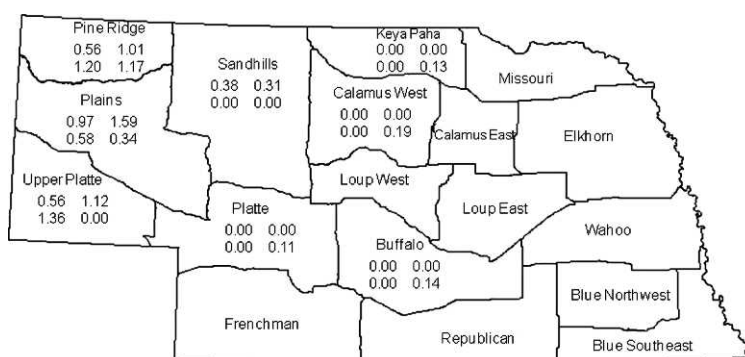 Pine Ridge
0.56 1.01
1.20 1.17
Sandhills
0.38 0.31
0.00 0.00
Keya Paha
0.00 0.00
0.00 0.13
Missouri
Plains
0.97 1.59
0.58 0.34
Calamus West
0.00 0.00
0.00 0.19
Calamus East
Elkhorn
Upper Platte
0.56 1.12
1.36 0.00
Loup West
Loup East
Platte
0.00 0.00
0.00 0.11
Buffalo
0.00 0.00
0.00 0.14
Wahoo
Blue Northwest
Frenchman
Republican
Blue Southeast